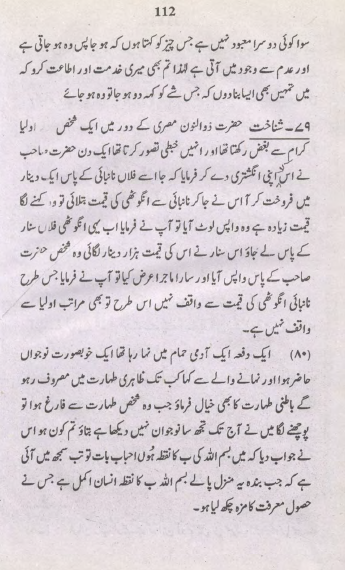 112
سوا کوئی دوسرا معبود نہیں ہے جس چیز کو کہتا ہوں کہ ہو جا پس وہ ہو جاتی ہے
اور عدم سے وجود میں آتی ہے لہٰذا تم بھی میری خدمت اور اطاعت کرو کہ
میں تمہیں بھی ایسا بنا دوں کہ جس شے کو کہہ دو ہو جا تو وہ ہو جائے
۷۹۔ شناخت حضرت ذوالنون مصری کے دور میں ایک شخص اولیا
کرام سے بغض رکھتا تھا اور انہیں خبطی تصور کرتا تھا ایک دن حضرت صاحب
نے اس کو اپنی انگشتری دے کر فرمایا کہ جا اسے فلاں نانبائی کے پاس ایک دینار
میں فروخت کر آ اس نے جا کر نانبائی سے انگوٹھی کی قیمت بتلائی تو وہ کہنے لگا
قیمت زیادہ ہے وہ واپس لوٹ آیا تو آپ نے فرمایا اب یہی انگوٹھی فلاں سنار
کے پاس لے جاؤ اس سنار نے اس کی قیمت ہزار دینار لگائی وہ شخص حضرت
صاحب کے پاس واپس آیا اور سارا ماجرا عرض کیا تو آپ نے فرمایا جس طرح
نانبائی انگوٹھی کی قیمت سے واقف نہیں اس طرح تو بھی مراتب اولیا سے
واقف نہیں ہے۔
(۸۰) ایک دفعہ ایک آدمی حمام میں نہا رہا تھا ایک خوبصورت نوجواں
حاضر ہوا اور نہانے والے سے کہا کب تک ظاہری طہارت میں مصروف رہو
گے باطنی طہارت کا بھی خیال فرماؤ جب وہ شخص طہارت سے فارغ ہوا تو
پوچھنے لگا میں نے آج تک تجھ سا نوجوان نہیں دیکھا ہے بتاؤ تم کون ہو اس
نے جواب دیا کہ میں بسم اللہ کی ب کا نقطہ ہوں احباب بات تو تب سمجھ میں آئی
ہے کہ جب بندہ یہ منزل پا لے بسم اللہ ب کا نقطہ انسان اکمل ہے جس نے
حصول معرفت کا مزہ چکھ لیا ہو۔